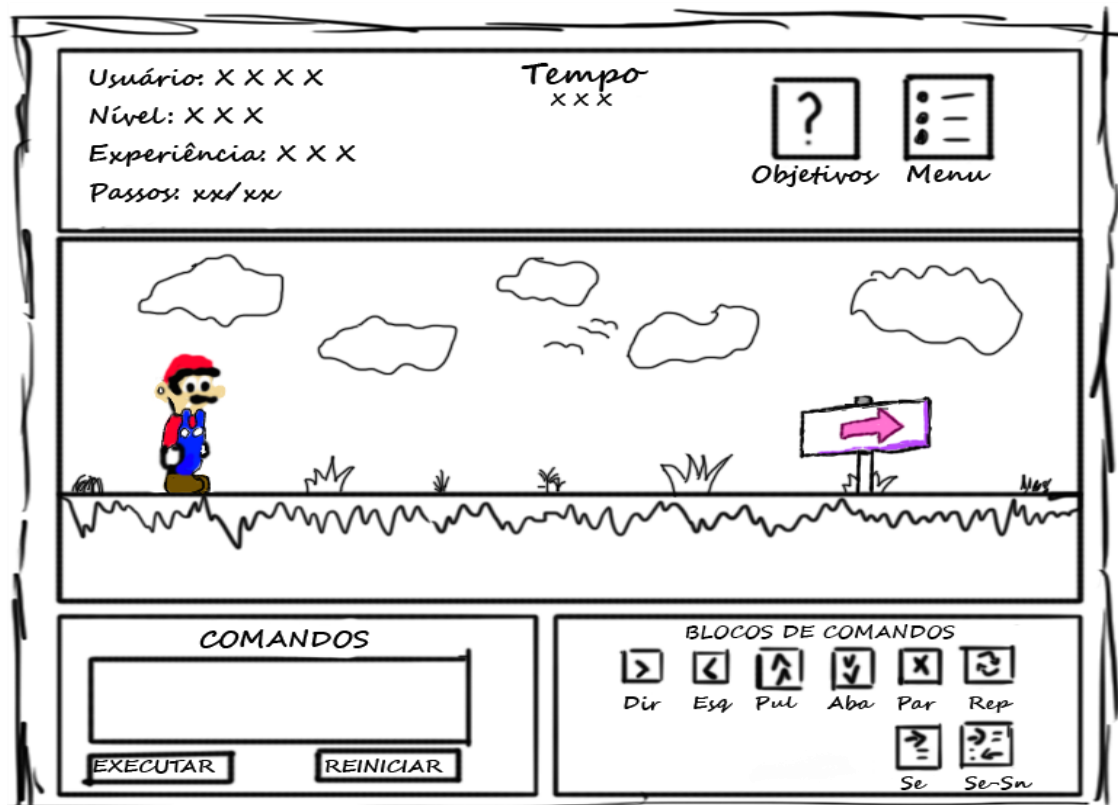 Usuário: X X X X
Nível: X X X
Experiência: X X X
Passos: xx/xx
Tempo
X X X
?
Objetivos
Menu
COMANDOS
EXECUTAR
REINICIAR
BLOCOS DE COMANDOS
Dir Esq Pul Aba Par Rep
Se Se-Sn